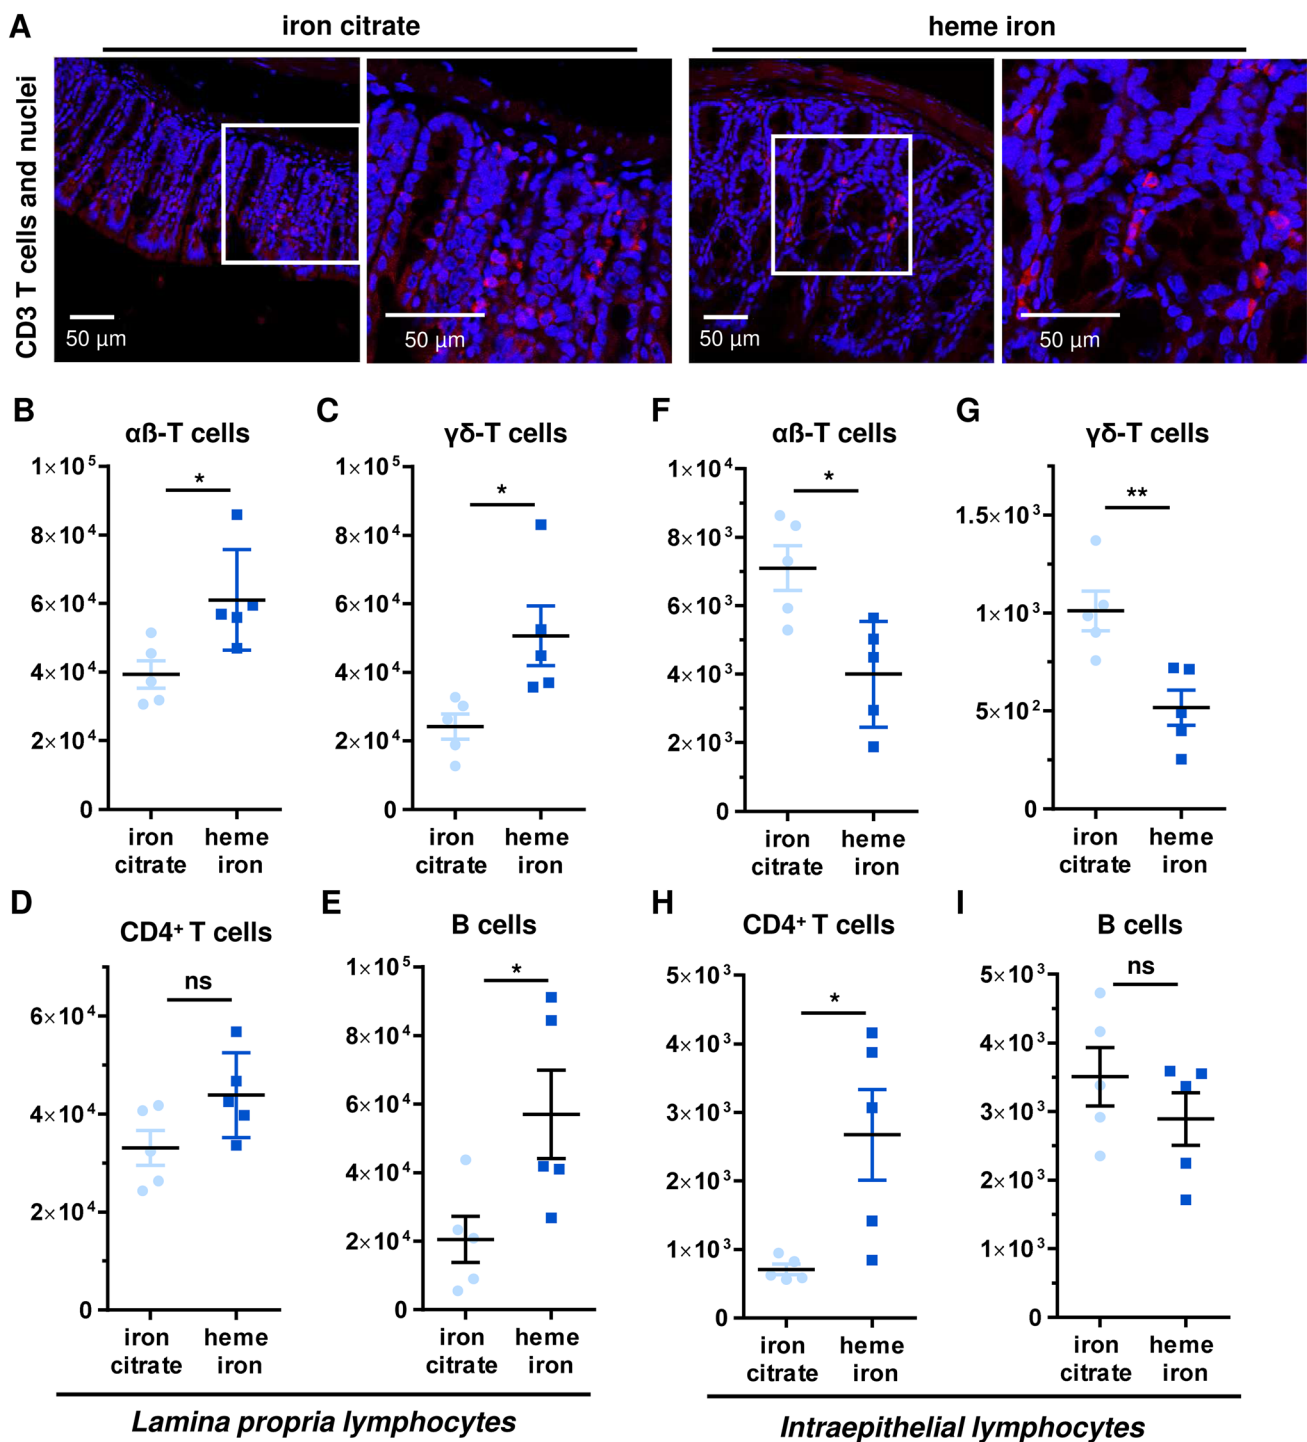 A
iron citrate
heme iron
CD3 T cells and nuclei
50 µm
50 µm
50 µm
50 µm
B
αß-T cells
*
1×10⁵
8×10⁴
6×10⁴
4×10⁴
2×10⁴
0
iron citrate
heme iron
C
γδ-T cells
*
1×10⁵
8×10⁴
6×10⁴
4×10⁴
2×10⁴
0
iron citrate
heme iron
F
αß-T cells
*
1×10⁴
8×10³
6×10³
4×10³
2×10³
0
iron citrate
heme iron
G
γδ-T cells
**
1.5×10³
1×10³
5×10²
0
iron citrate
heme iron
D
CD4⁺ T cells
ns
6×10⁴
4×10⁴
2×10⁴
0
iron citrate
heme iron
E
B cells
*
1×10⁵
8×10⁴
6×10⁴
4×10⁴
2×10⁴
0
iron citrate
heme iron
H
CD4⁺ T cells
*
5×10³
4×10³
3×10³
2×10³
1×10³
0
iron citrate
heme iron
I
B cells
ns
5×10³
4×10³
3×10³
2×10³
1×10³
0
iron citrate
heme iron
Lamina propria lymphocytes
Intraepithelial lymphocytes